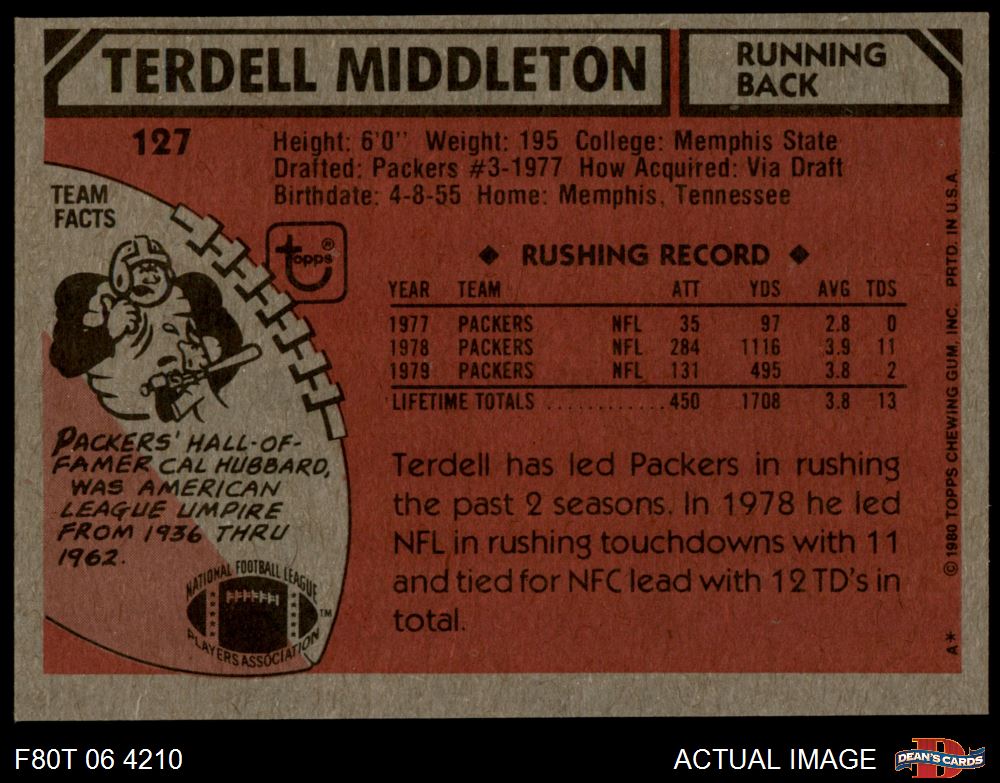 TERDELL MIDDLETON
RUNNING
BACK
127
Height: 6'0'' Weight: 195 College: Memphis State
Drafted: Packers #3-1977 How Acquired: Via Draft
Birthdate: 4-8-55 Home: Memphis, Tennessee
TEAM
FACTS
topps®
◆ RUSHING RECORD ◆
YEAR TEAM ATT YDS AVG TDS
1977 PACKERS NFL 35 97 2.8 0
1978 PACKERS NFL 284 1116 3.9 11
1979 PACKERS NFL 131 495 3.8 2
LIFETIME TOTALS ............ 450 1708 3.8 13
PACKERS' HALL-OF-
FAMER CAL HUBBARD,
WAS AMERICAN
LEAGUE UMPIRE
FROM 1936 THRU
1962.
Terdell has led Packers in rushing
the past 2 seasons. In 1978 he led
NFL in rushing touchdowns with 11
and tied for NFC lead with 12 TD's in
total.
NATIONAL FOOTBALL LEAGUE
PLAYERS ASSOCIATION
TM
A* ©1980 TOPPS CHEWING GUM, INC. PRTD. IN U.S.A.
F80T 06 4210
ACTUAL IMAGE
D
DEAN'S CARDS